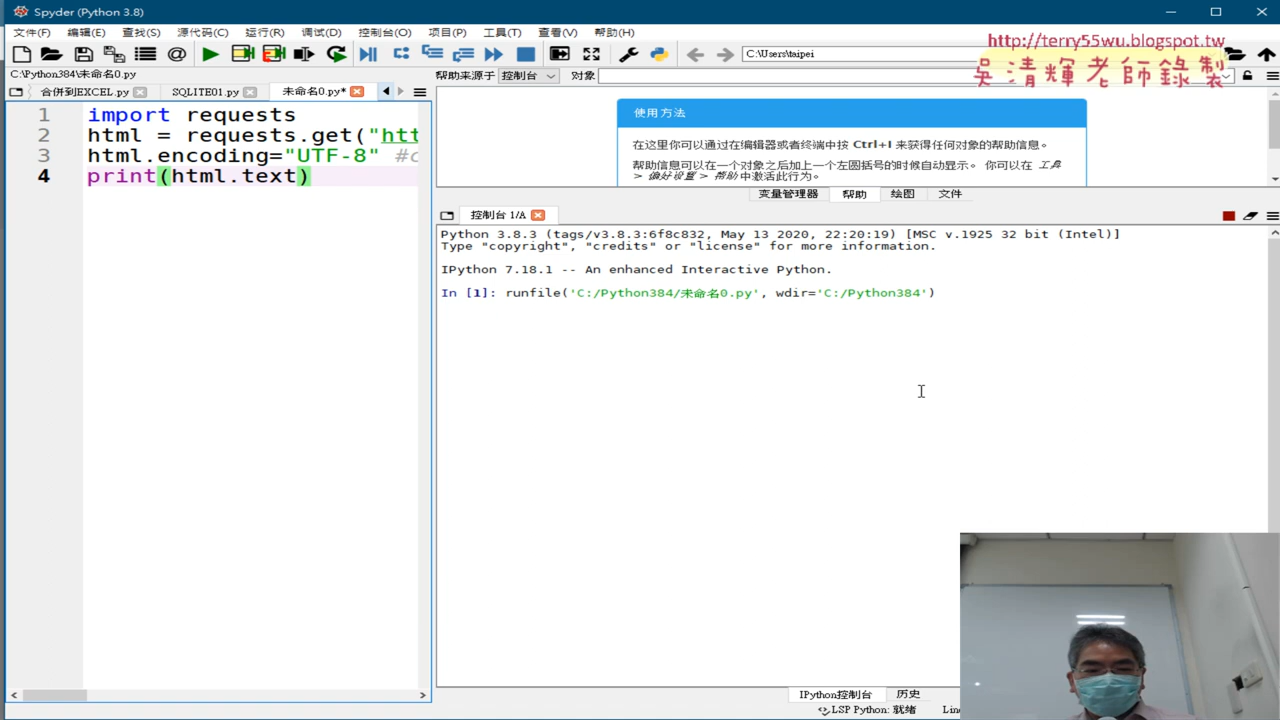 Spyder (Python 3.8)
文件(F) 编辑(E) 查找(S) 源代码(C) 运行(R) 调试(D) 控制台(O) 项目(P) 工具(T) 查看(V) 帮助(H)
http://terry55wu.blogspot.tw
吳清輝老師錄製
C:\Users\taipei
C:\Python384\未命名0.py
帮助来源于 控制台 对象
合併到EXCEL.py SQLITE01.py 未命名0.py*
1 import requests
2 html = requests.get("htt
3 html.encoding="UTF-8"
4 print(html.text)
使用方法
在这里你可以通过在编辑器或者终端中按 Ctrl+I 来获得任何对象的帮助信息。
帮助信息可以在一个对象之后加上一个左圆括号的时候自动显示。 你可以在 工具
> 偏好设置 > 帮助 中激活此行为。
变量管理器 帮助 绘图 文件
控制台 1/A
Python 3.8.3 (tags/v3.8.3:6f8c832, May 13 2020, 22:20:19) [MSC v.1925 32 bit (Intel)]
Type "copyright", "credits" or "license" for more information.
IPython 7.18.1 -- An enhanced Interactive Python.
In [1]: runfile('C:/Python384/未命名0.py', wdir='C:/Python384')
IPython控制台 历史
LSP Python: 就绪